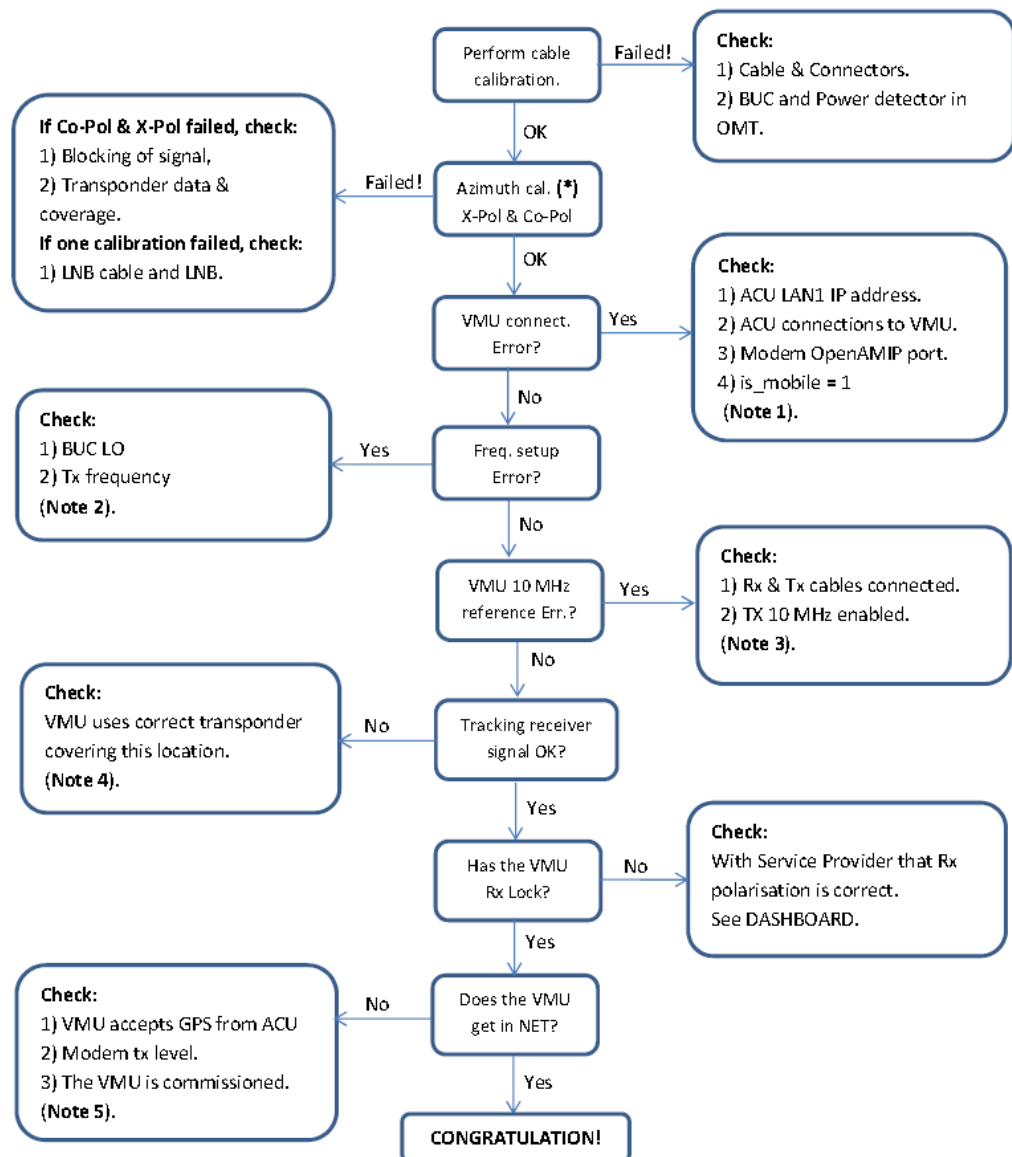 Perform cable
calibration.
Failed!
Check:
1) Cable & Connectors.
2) BUC and Power detector in
OMT.
OK
If Co-Pol & X-Pol failed, check:
1) Blocking of signal,
2) Transponder data &
coverage.
If one calibration failed, check:
1) LNB cable and LNB.
Failed!
Azimuth cal. (*)
X-Pol & Co-Pol
OK
VMU connect.
Error?
Yes
Check:
1) ACU LAN1 IP address.
2) ACU connections to VMU.
3) Modem OpenAMIP port.
4) is_mobile = 1
(Note 1).
No
Check:
1) BUC LO
2) Tx frequency
(Note 2).
Yes
Freq. setup
Error?
No
VMU 10 MHz
reference Err.?
Yes
Check:
1) Rx & Tx cables connected.
2) TX 10 MHz enabled.
(Note 3).
No
Check:
VMU uses correct transponder
covering this location.
(Note 4).
No
Tracking receiver
signal OK?
Yes
Has the VMU
Rx Lock?
No
Check:
With Service Provider that Rx
polarisation is correct.
See DASHBOARD.
Yes
Check:
1) VMU accepts GPS from ACU
2) Modem tx level.
3) The VMU is commissioned.
(Note 5).
No
Does the VMU
get in NET?
Yes
CONGRATULATION!